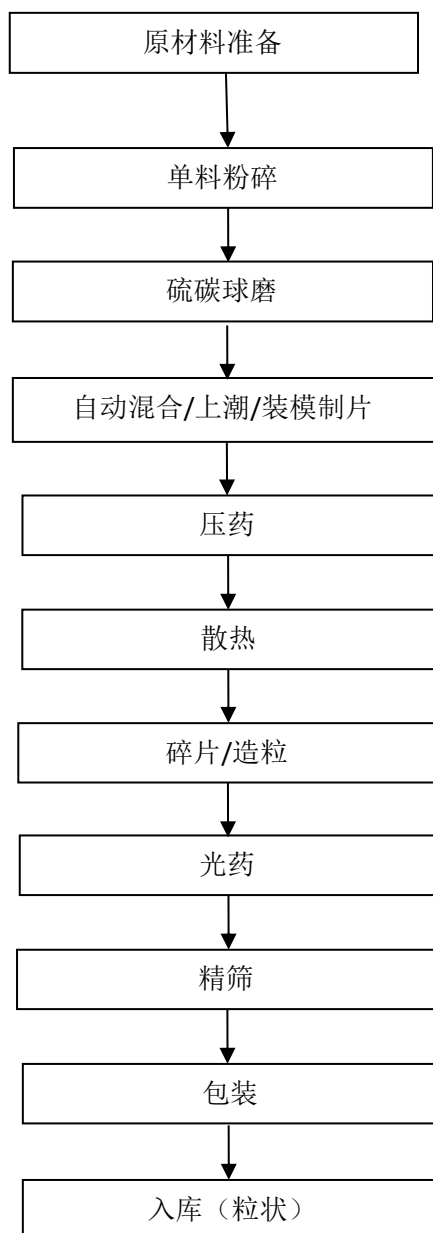 原材料准备
单料粉碎
硫碳球磨
自动混合/上潮/装模制片
压药
散热
碎片/造粒
光药
精筛
包装
入库（粒状）